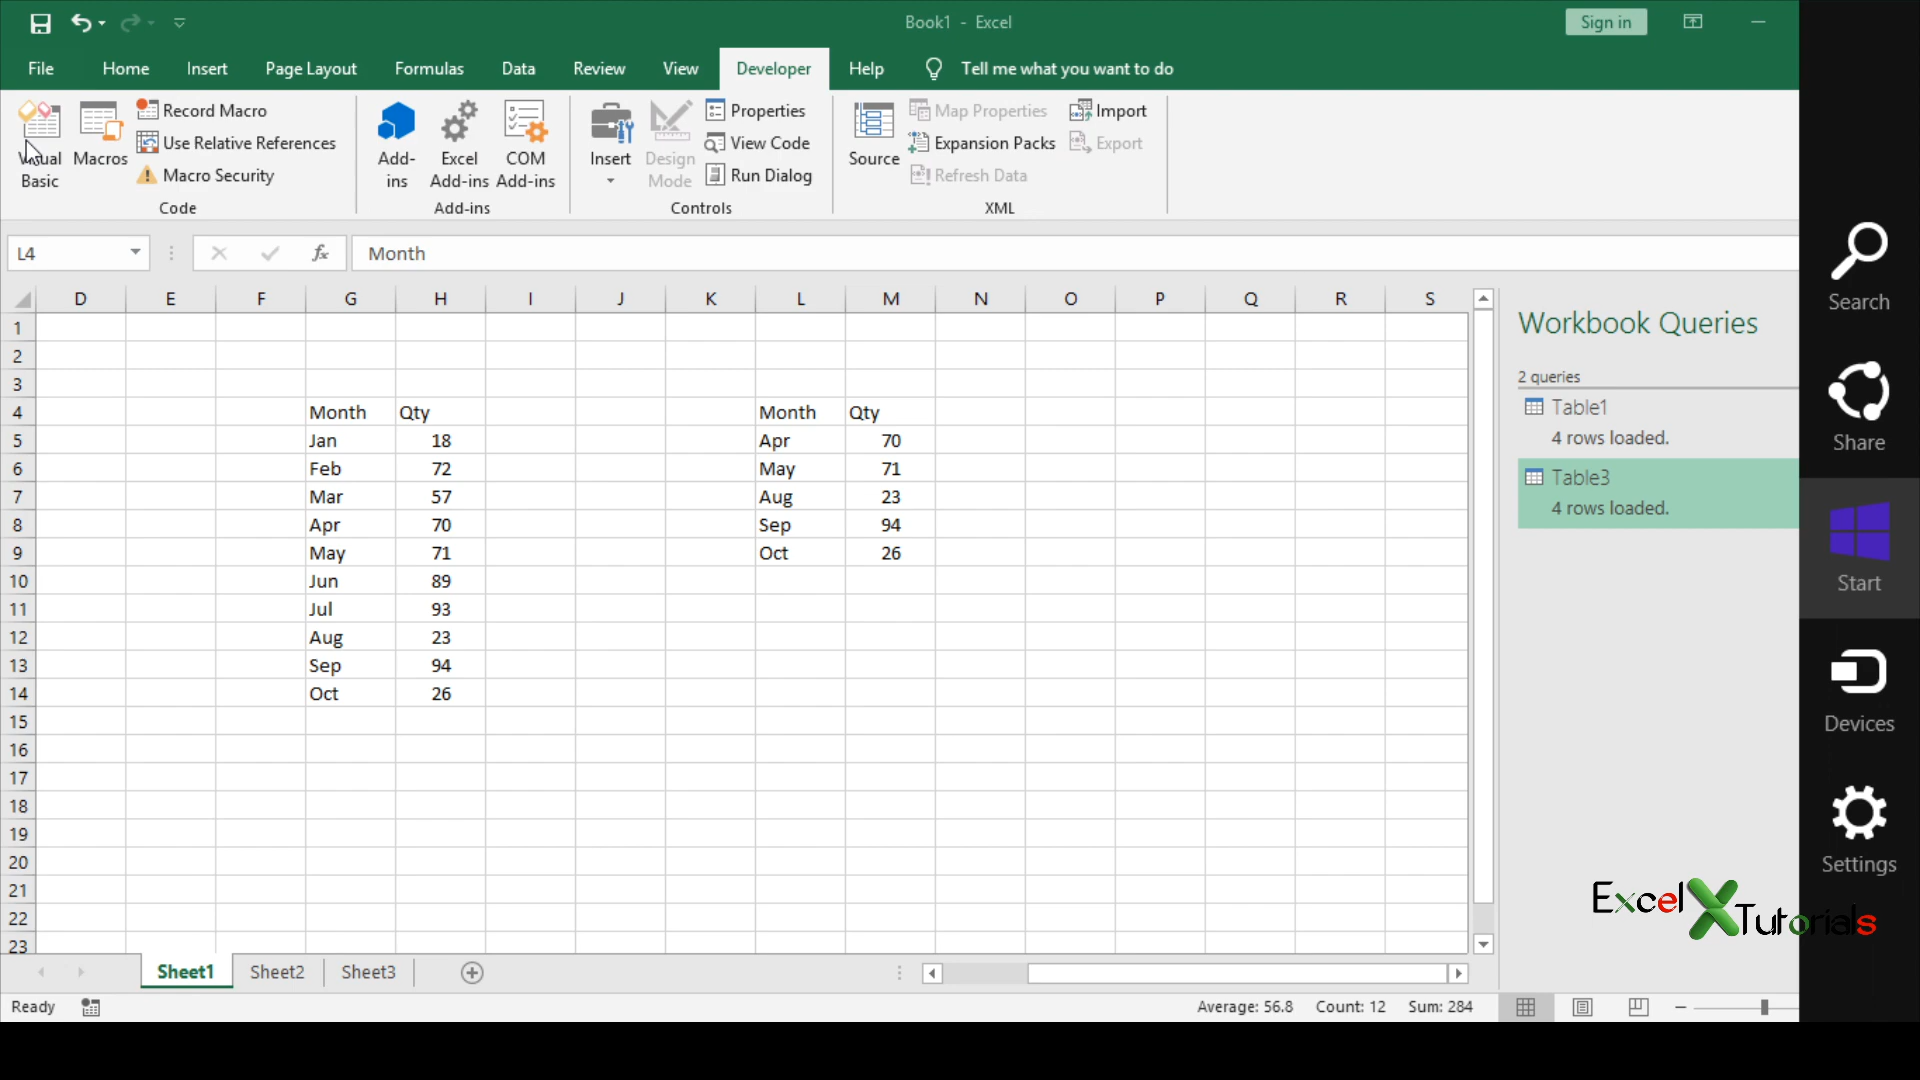 Book1 - Excel
Sign in
File Home Insert Page Layout Formulas Data Review View Developer Help Tell me what you want to do
Visual Basic
Macros
Record Macro
Use Relative References
Macro Security
Code
Add-ins
Excel Add-ins
COM Add-ins
Add-ins
Insert
Design Mode
Properties
View Code
Run Dialog
Controls
Source
Map Properties
Expansion Packs
Refresh Data
Import
Export
XML
L4 fx Month
D E F G H I J K L M N O P Q R S
1
2
3
4 Month Qty Month Qty
5 Jan 18 Apr 70
6 Feb 72 May 71
7 Mar 57 Aug 23
8 Apr 70 Sep 94
9 May 71 Oct 26
10 Jun 89
11 Jul 93
12 Aug 23
13 Sep 94
14 Oct 26
15
16
17
18
19
20
21
22
23
Workbook Queries
2 queries
Table1
4 rows loaded.
Table3
4 rows loaded.
Search
Share
Start
Devices
Settings
Excel X Tutorials
Sheet1 Sheet2 Sheet3
Ready Average: 56.8 Count: 12 Sum: 284